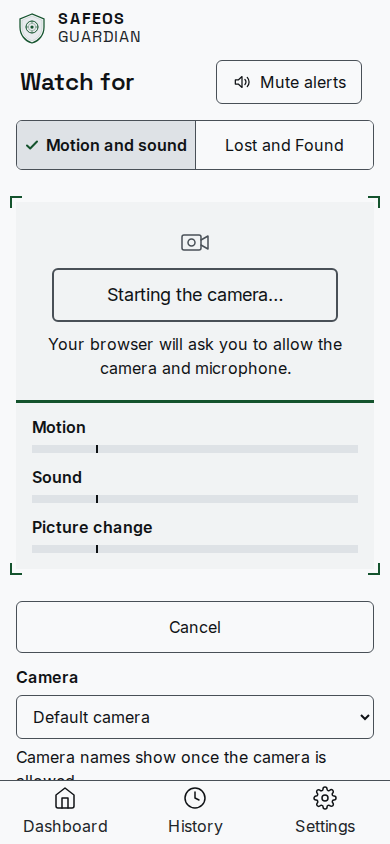 SAFEOS
GUARDIAN
Watch for
Mute alerts
Motion and sound
Lost and Found
Starting the camera...
Your browser will ask you to allow the
camera and microphone.
Motion
Sound
Picture change
Cancel
Camera
Default camera
Camera names show once the camera is
allowed.
Dashboard
History
Settings